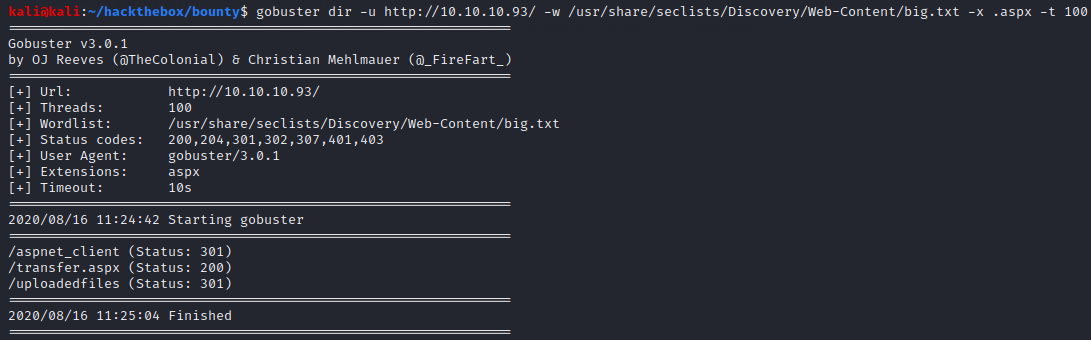 kali@kali:~/hackthebox/bounty$ gobuster dir -u http://10.10.10.93/ -w /usr/share/seclists/Discovery/Web-Content/big.txt -x .aspx -t 100
===============================================================
Gobuster v3.0.1
by OJ Reeves (@TheColonial) & Christian Mehlmauer (@_FireFart_)
===============================================================
[+] Url:            http://10.10.10.93/
[+] Threads:        100
[+] Wordlist:       /usr/share/seclists/Discovery/Web-Content/big.txt
[+] Status codes:   200,204,301,302,307,401,403
[+] User Agent:     gobuster/3.0.1
[+] Extensions:     aspx
[+] Timeout:        10s
===============================================================
2020/08/16 11:24:42 Starting gobuster
===============================================================
/aspnet_client (Status: 301)
/transfer.aspx (Status: 200)
/uploadedfiles (Status: 301)
===============================================================
2020/08/16 11:25:04 Finished
===============================================================